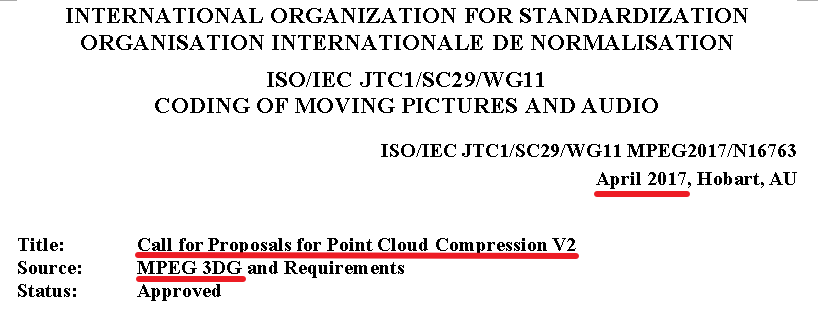 INTERNATIONAL ORGANIZATION FOR STANDARDIZATION
ORGANISATION INTERNATIONALE DE NORMALISATION
ISO/IEC JTC1/SC29/WG11
CODING OF MOVING PICTURES AND AUDIO
ISO/IEC JTC1/SC29/WG11 MPEG2017/N16763
April 2017, Hobart, AU
Title: Call for Proposals for Point Cloud Compression V2
Source: MPEG 3DG and Requirements
Status: Approved